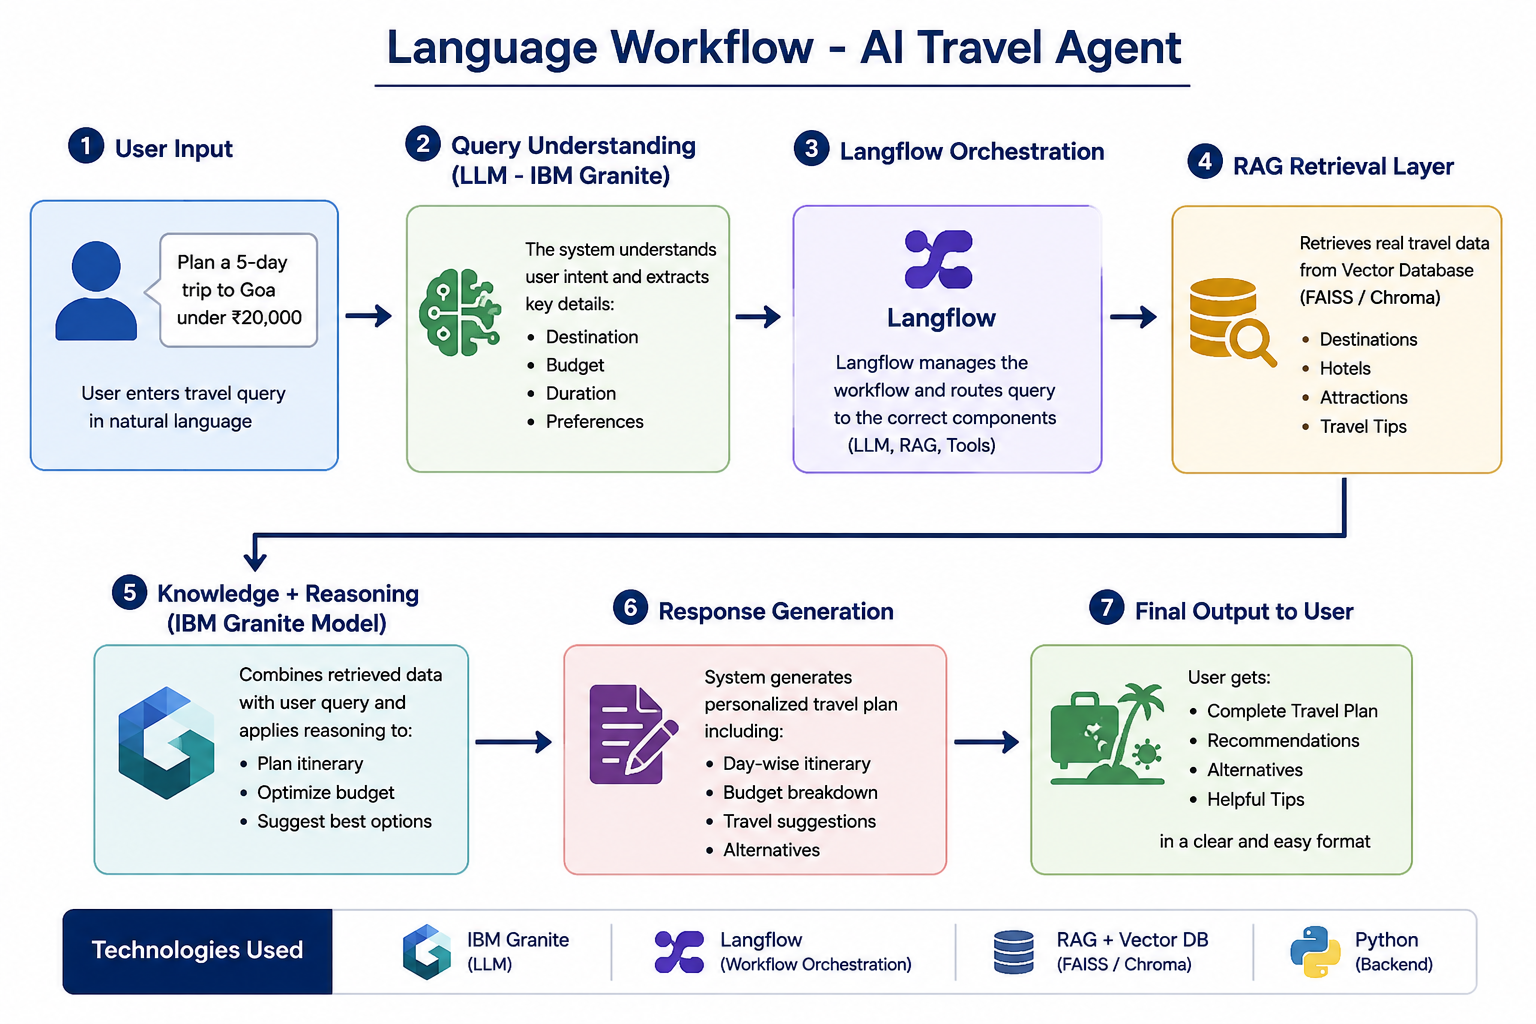 Language Workflow - AI Travel Agent
1 User Input
Plan a 5-day
trip to Goa
under ₹20,000
User enters travel query
in natural language
2 Query Understanding
(LLM - IBM Granite)
The system understands
user intent and extracts
key details:
• Destination
• Budget
• Duration
• Preferences
3 Langflow Orchestration
Langflow
Langflow manages the
workflow and routes query
to the correct components
(LLM, RAG, Tools)
4 RAG Retrieval Layer
Retrieves real travel data
from Vector Database
(FAISS / Chroma)
• Destinations
• Hotels
• Attractions
• Travel Tips
5 Knowledge + Reasoning
(IBM Granite Model)
Combines retrieved data
with user query and
applies reasoning to:
• Plan itinerary
• Optimize budget
• Suggest best options
6 Response Generation
System generates
personalized travel plan
including:
• Day-wise itinerary
• Budget breakdown
• Travel suggestions
• Alternatives
7 Final Output to User
User gets:
• Complete Travel Plan
• Recommendations
• Alternatives
• Helpful Tips
in a clear and easy format
Technologies Used
IBM Granite
(LLM)
Langflow
(Workflow Orchestration)
RAG + Vector DB
(FAISS / Chroma)
Python
(Backend)